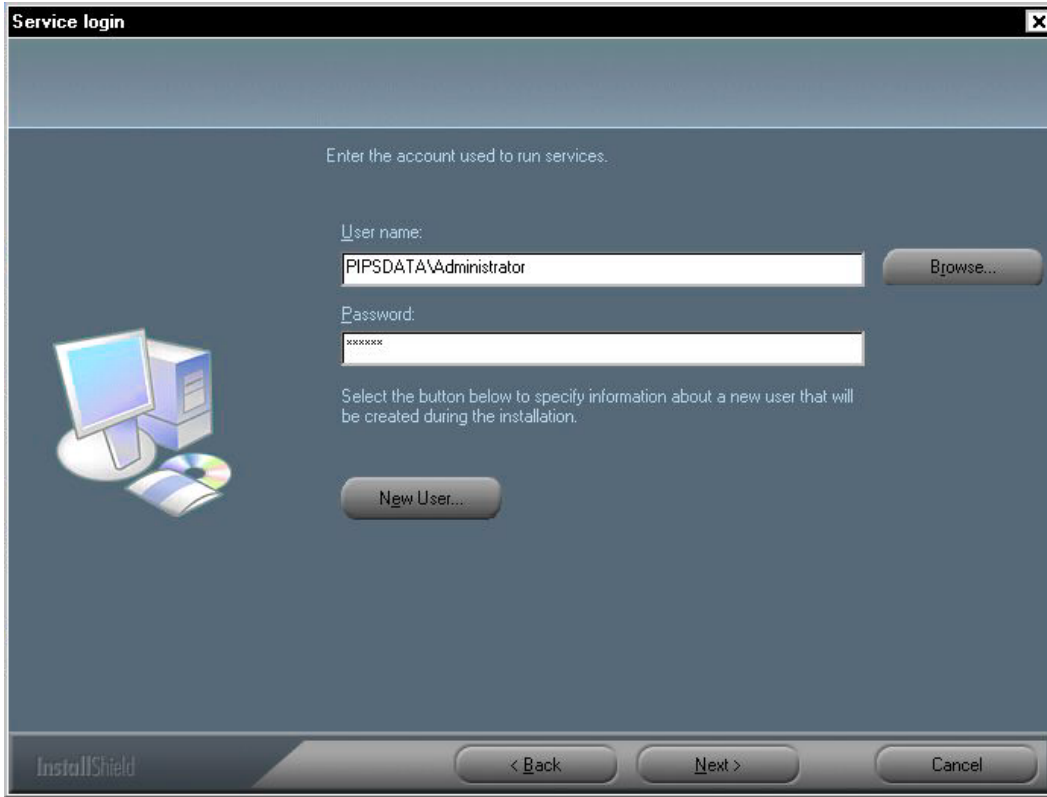 Service login
Enter the account used to run services.
User name:
PIPSDATA\Administrator
Browse...
Password:
xxxxxx
Select the button below to specify information about a new user that will
be created during the installation.
New User...
InstallShield
< Back
Next >
Cancel